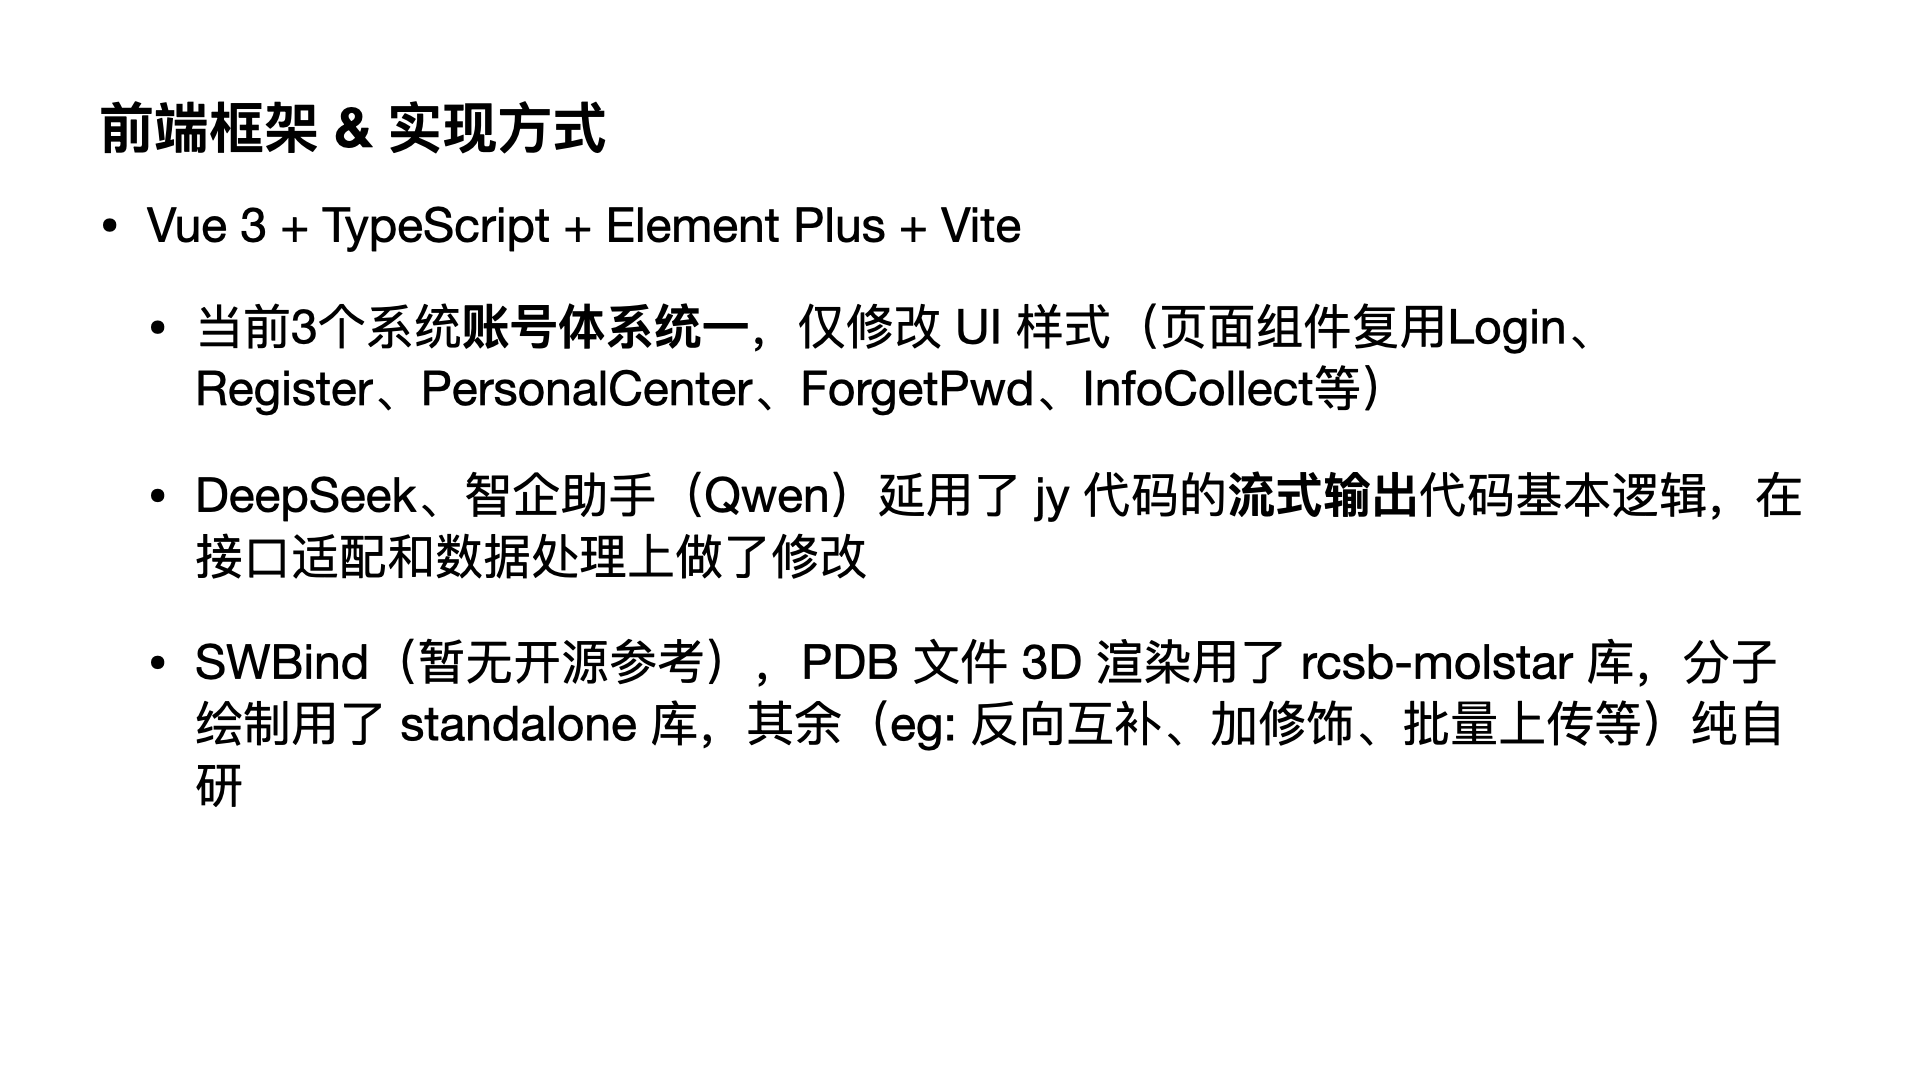 前端框架 & 实现方式
• Vue 3 + TypeScript + Element Plus + Vite
• 当前3个系统账号体系统一，仅修改 UI 样式（页面组件复用Login、
Register、PersonalCenter、ForgetPwd、InfoCollect等）
• DeepSeek、智企助手（Qwen）延用了 jy 代码的流式输出代码基本逻辑，在
接口适配和数据处理上做了修改
• SWBind（暂无开源参考），PDB 文件 3D 渲染用了 rcsb-molstar 库，分子
绘制用了 standalone 库，其余（eg: 反向互补、加修饰、批量上传等）纯自
研